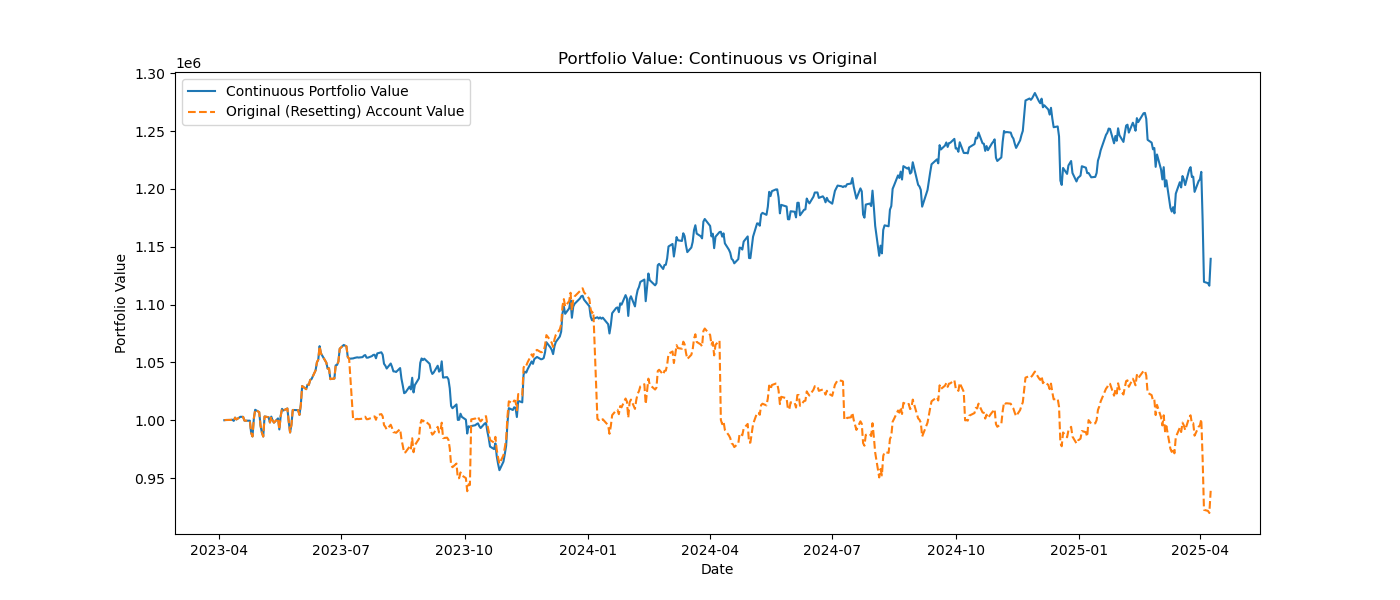 Portfolio Value: Continuous vs Original
1e6
Continuous Portfolio Value
Original (Resetting) Account Value
Portfolio Value
1.30
1.25
1.20
1.15
1.10
1.05
1.00
0.95
2023-04 2023-07 2023-10 2024-01 2024-04 2024-07 2024-10 2025-01 2025-04
Date